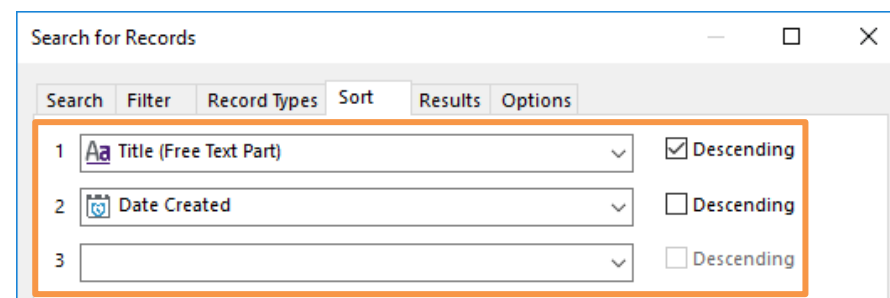 Search for Records
Search Filter Record Types Sort Results Options
1 Aa Title (Free Text Part) Descending
2 Date Created Descending
3 Descending